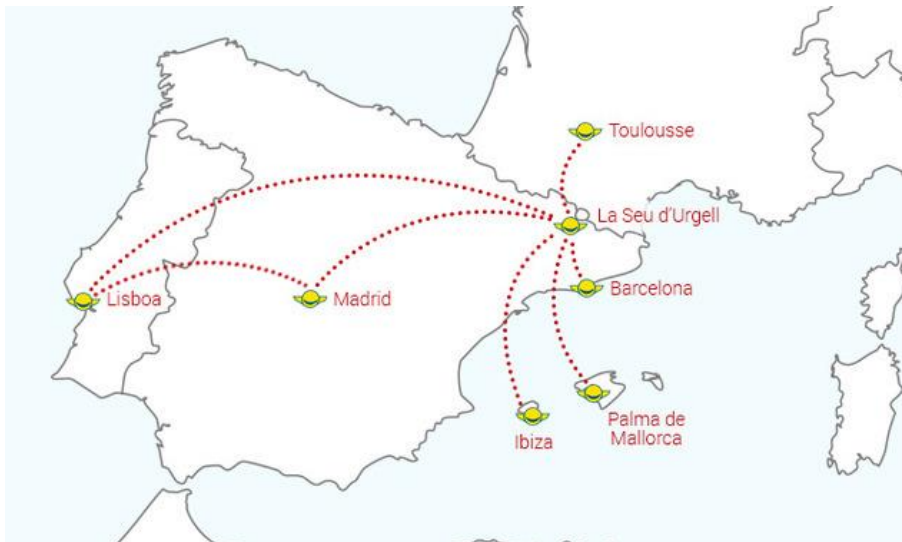 Toulousse
La Seu d'Urgell
Lisboa
Madrid
Barcelona
Ibiza
Palma de
Mallorca